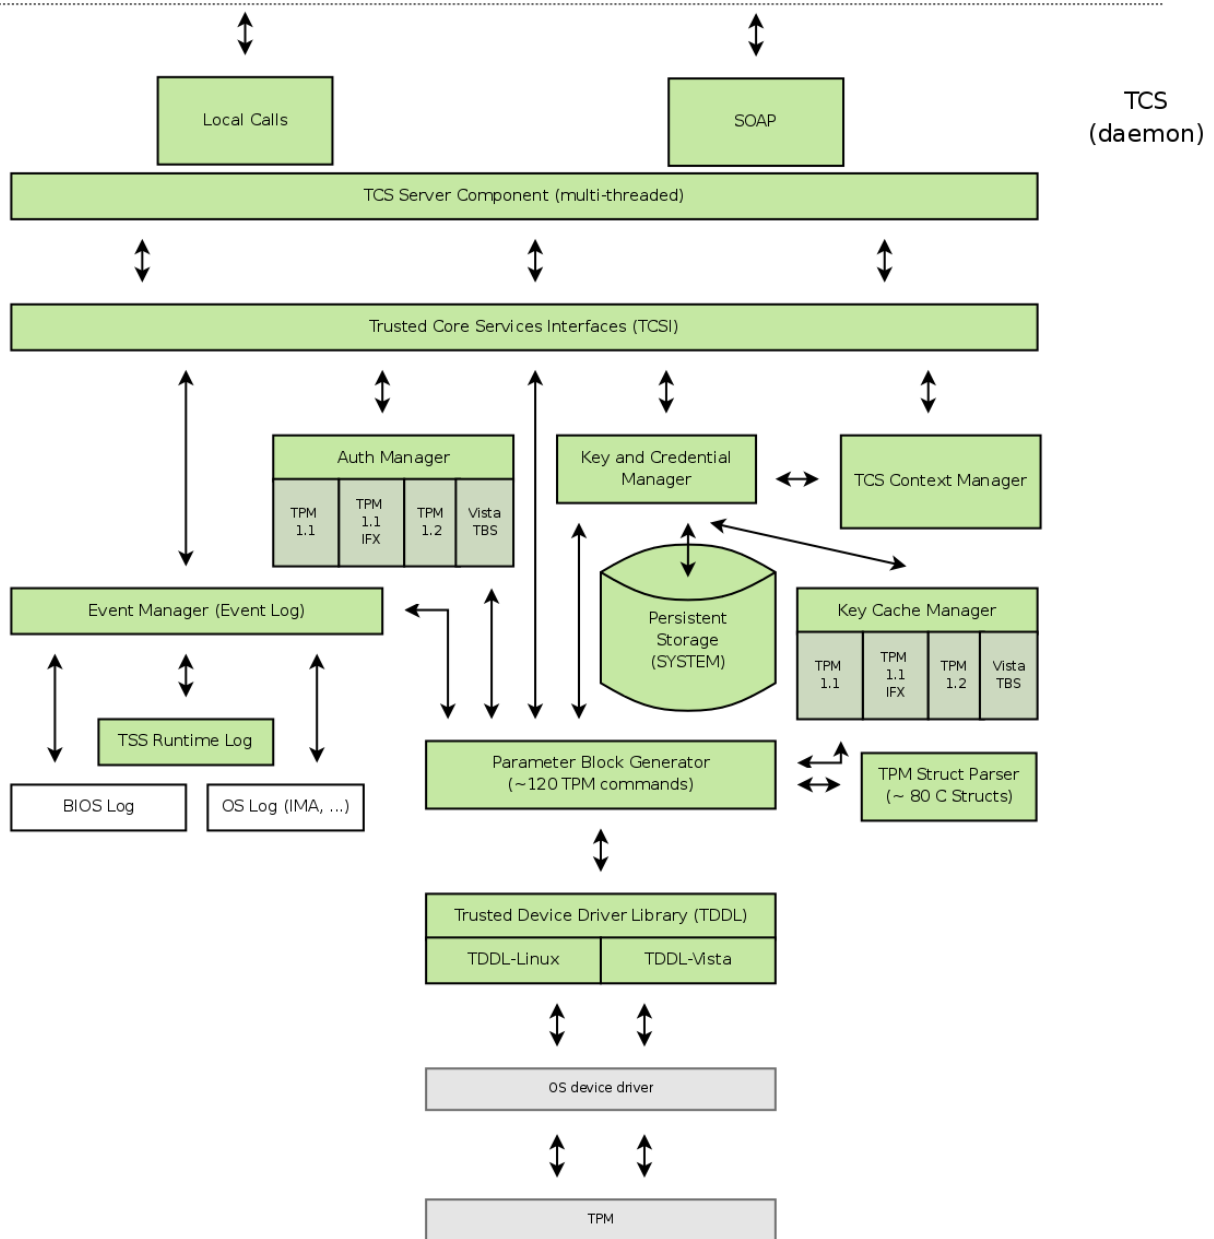 TCS
(daemon)
Local Calls
SOAP
TCS Server Component (multi-threaded)
Trusted Core Services Interfaces (TCSI)
Auth Manager
TPM
1.1
TPM
1.1
IFX
TPM
1.2
Vista
TBS
Key and Credential
Manager
TCS Context Manager
Event Manager (Event Log)
Persistent
Storage
(SYSTEM)
Key Cache Manager
TPM
1.1
TPM
1.1
IFX
TPM
1.2
Vista
TBS
TSS Runtime Log
BIOS Log
OS Log (IMA, ...)
Parameter Block Generator
(~120 TPM commands)
TPM Struct Parser
(~ 80 C Structs)
Trusted Device Driver Library (TDDL)
TDDL-Linux
TDDL-Vista
OS device driver
TPM